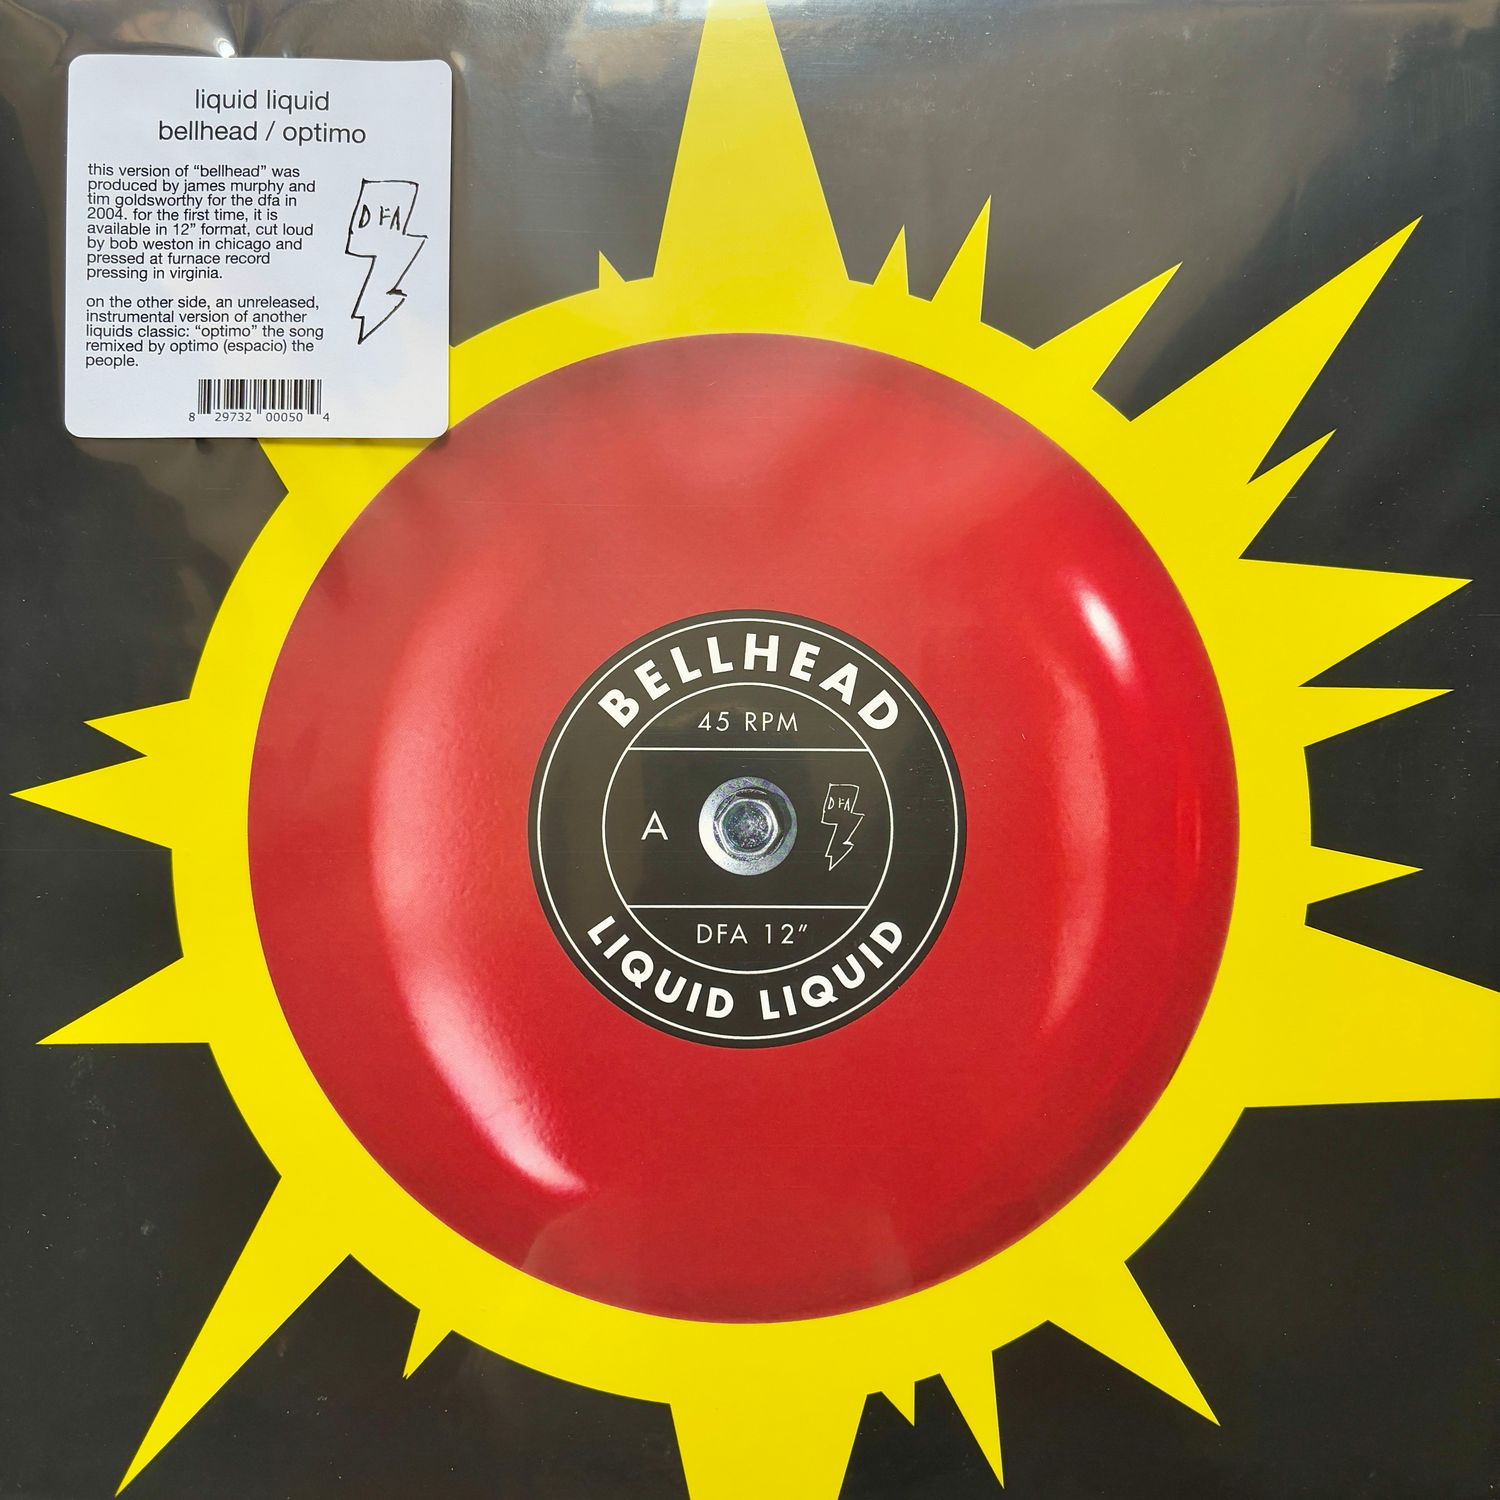 liquid liquid
bellhead / optimo
this version of “bellhead” was
produced by james murphy and
tim goldsworthy for the dfa in
2004. for the first time, it is
available in 12” format, cut loud
by bob weston in chicago and
pressed at furnace record
pressing in virginia.
on the other side, an unreleased,
instrumental version of another
liquids classic: “optimo” the song
remixed by optimo (espacio) the
people.
DFA
8 29732 00050 4
BELLHEAD
45 RPM
A
DFA
DFA 12”
LIQUID LIQUID